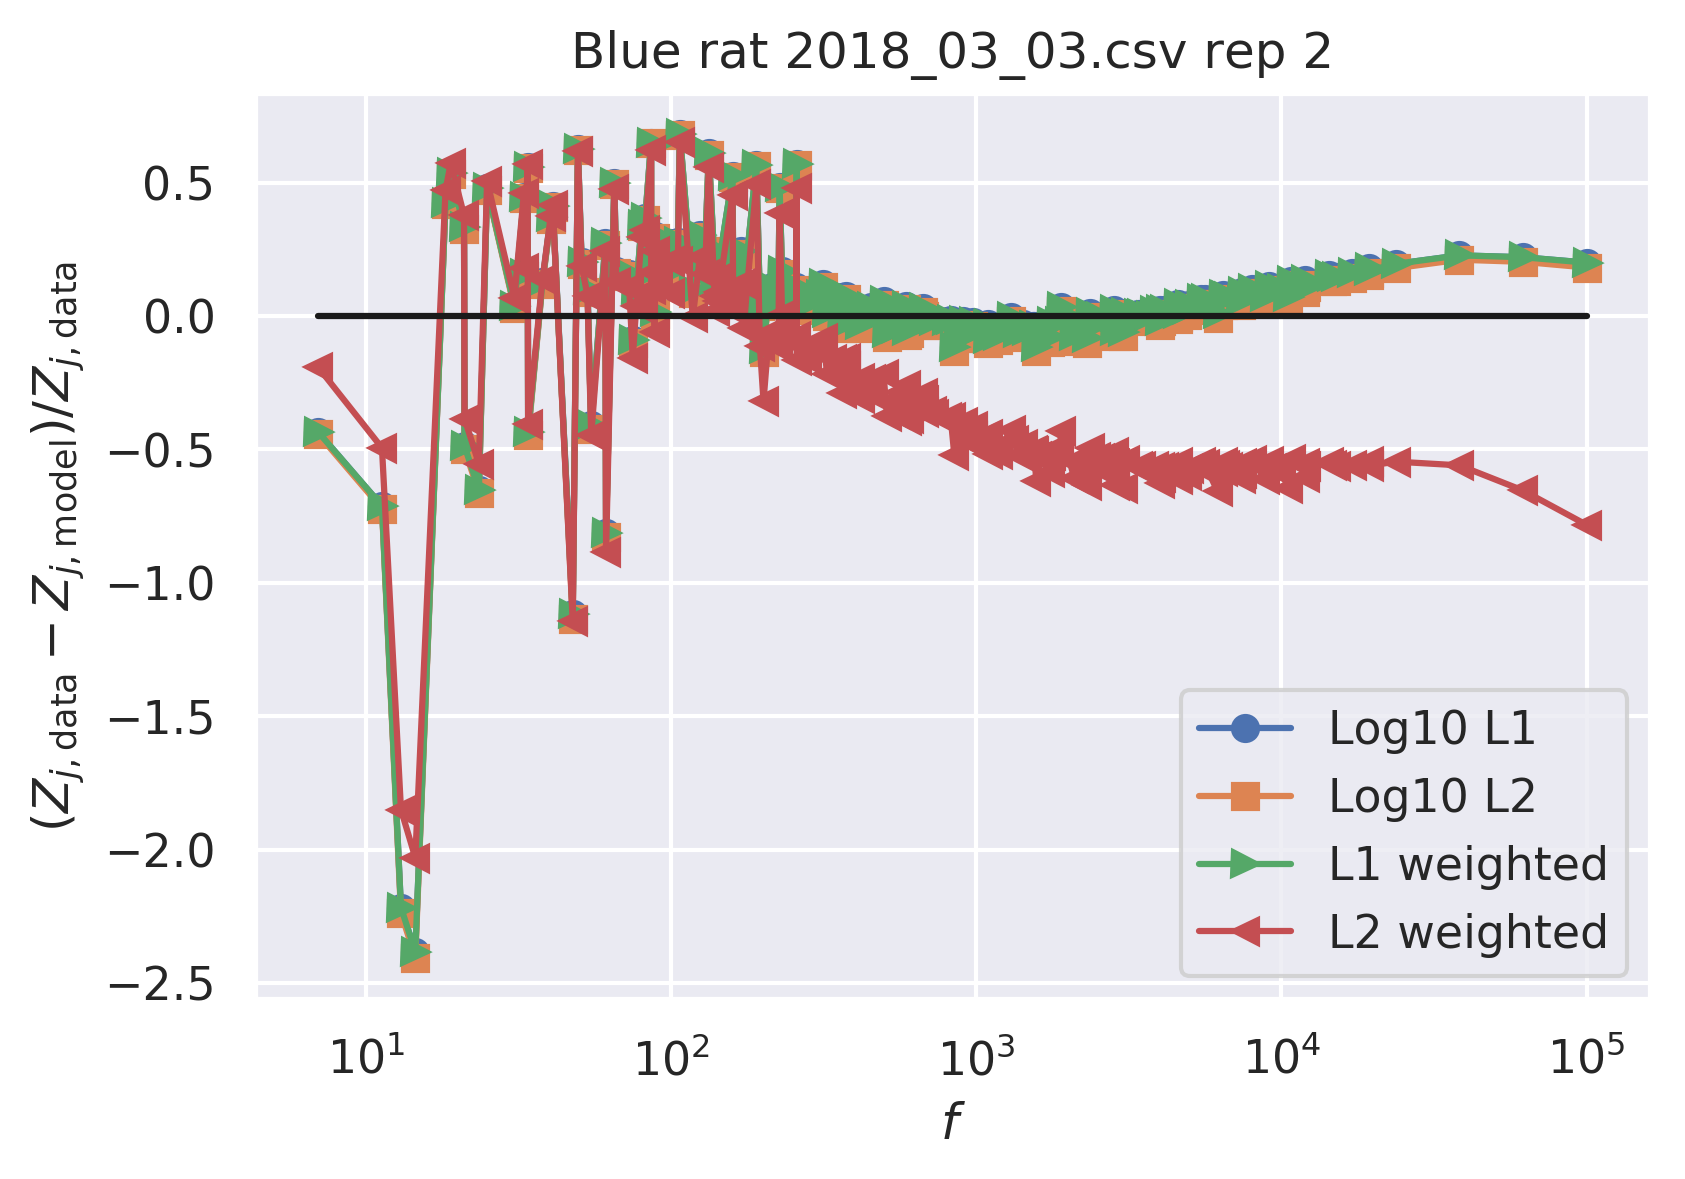 Blue rat 2018_03_03.csv rep 2
(Z_{j, data} − Z_{j, model})/Z_{j, data}
0.5
0.0
−0.5
−1.0
−1.5
−2.0
−2.5
Log10 L1
Log10 L2
L1 weighted
L2 weighted
10^1 10^2 10^3 10^4 10^5
f